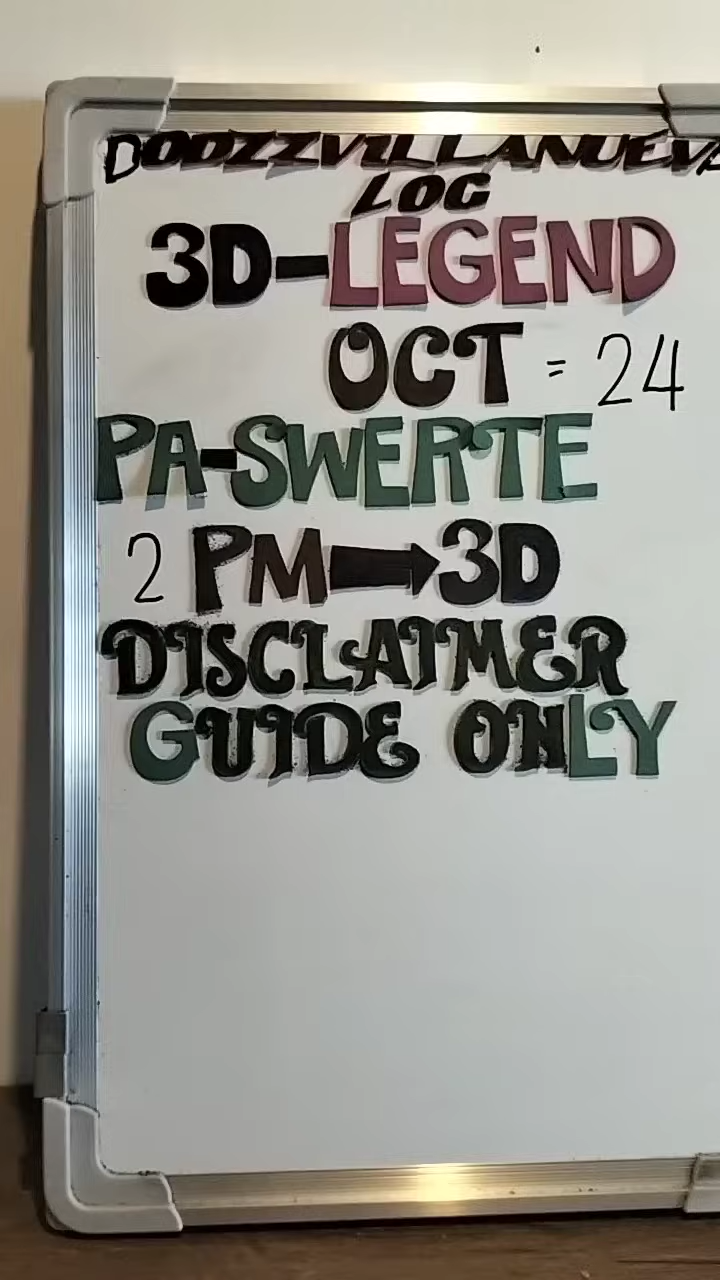 DODZZVILLANUEVA
LOG
3D-LEGEND
OCT = 24
PA-SWERTE
2 PM→3D
DISCLAIMER
GUIDE ONLY